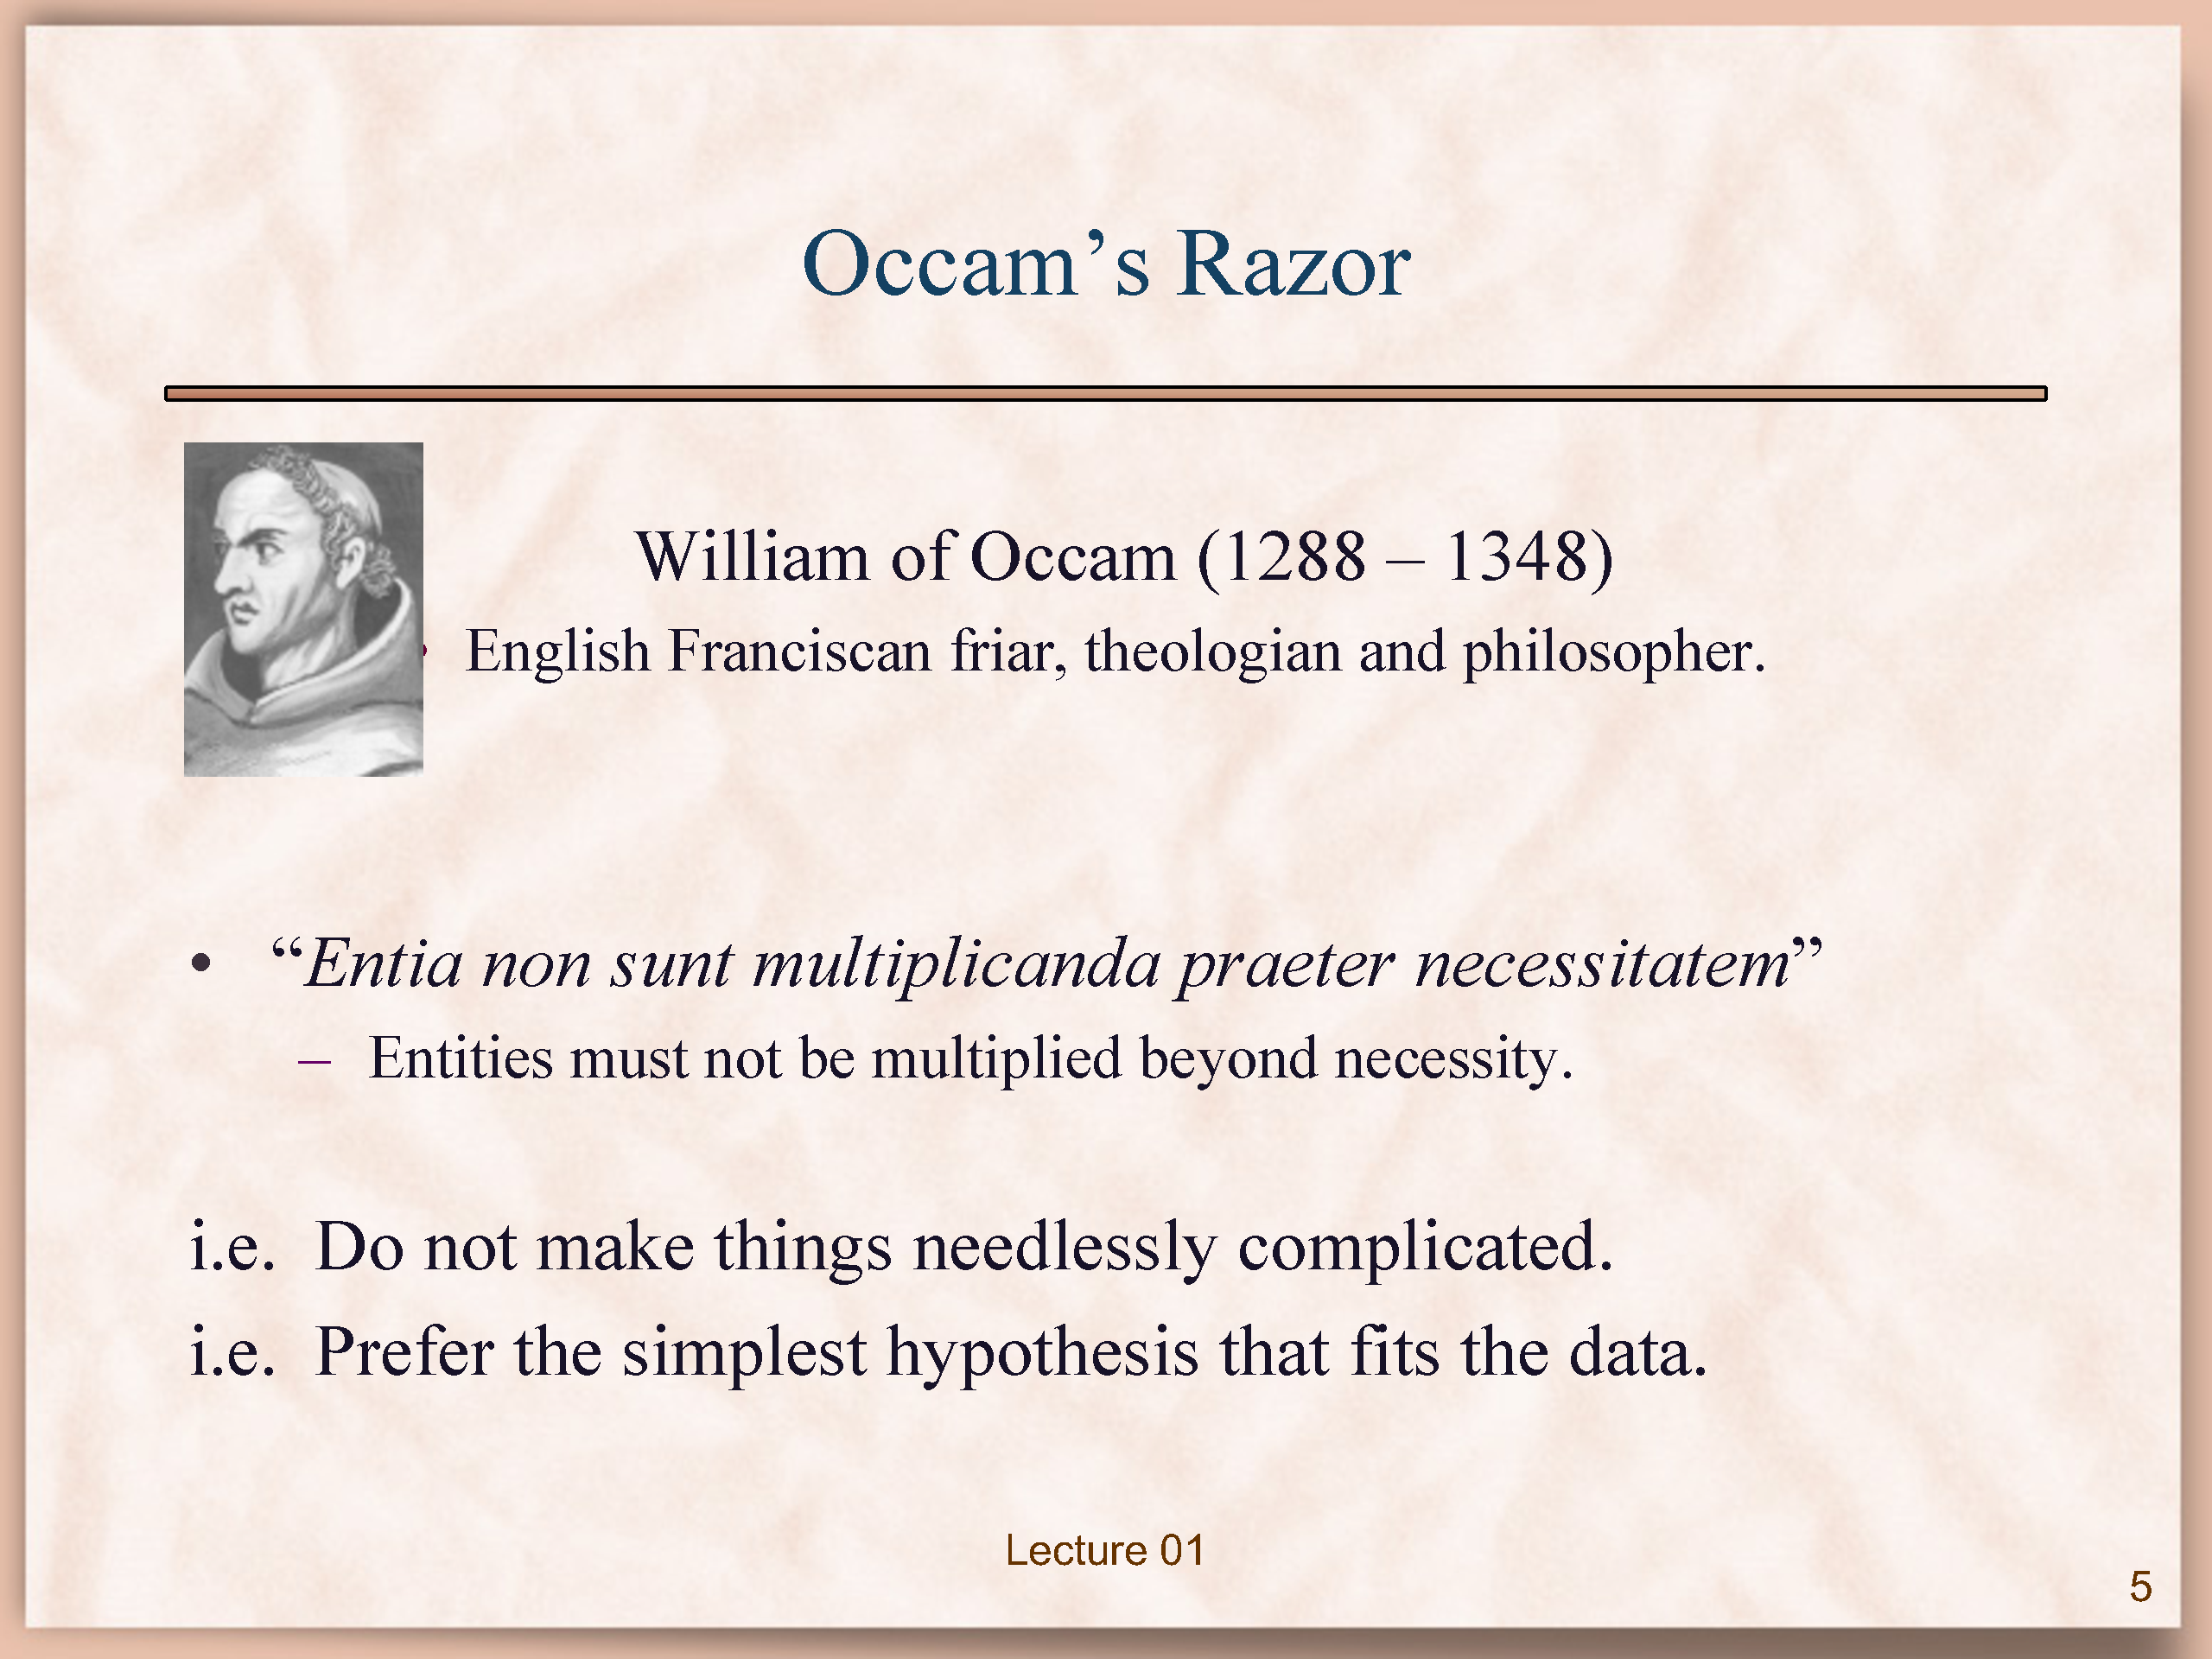 Occam’s Razor
William of Occam (1288 – 1348)
• English Franciscan friar, theologian and philosopher.
• “Entia non sunt multiplicanda praeter necessitatem”
– Entities must not be multiplied beyond necessity.
i.e. Do not make things needlessly complicated.
i.e. Prefer the simplest hypothesis that fits the data.
Lecture 01
5